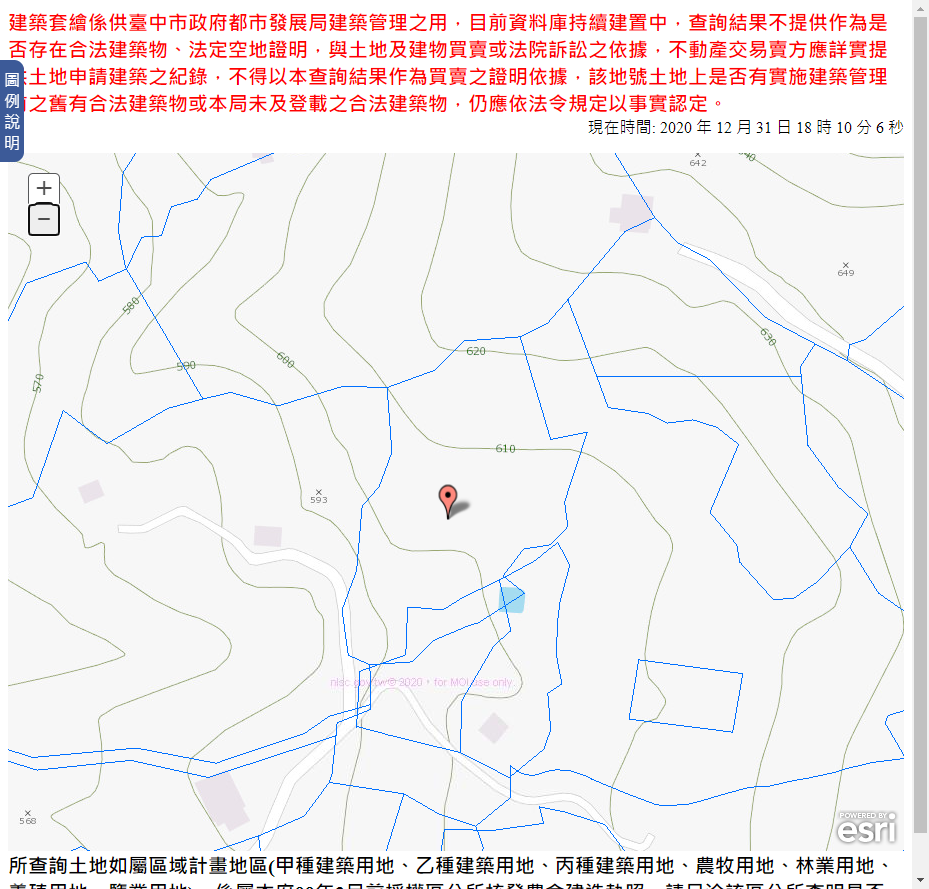 建築套繪係供臺中市政府都市發展局建築管理之用，目前資料庫持續建置中，查詢結果不提供作為是
否存在合法建築物、法定空地證明，與土地及建物買賣或法院訴訟之依據，不動產交易賣方應詳實提
土地申請建築之紀錄，不得以本查詢結果作為買賣之證明依據，該地號土地上是否有實施建築管理
之舊有合法建築物或本局未及登載之合法建築物，仍應依法令規定以事實認定。
圖例說明
現在時間: 2020 年 12 月 31 日 18 時 10 分 6 秒
+
−
642
640
649
580
630
620
600
590
570
610
593
nlsc.gov.tw© 2020，for MOI use only.
568
POWERED BY
esri
所查詢土地如屬區域計畫地區(甲種建築用地、乙種建築用地、丙種建築用地、農牧用地、林業用地、